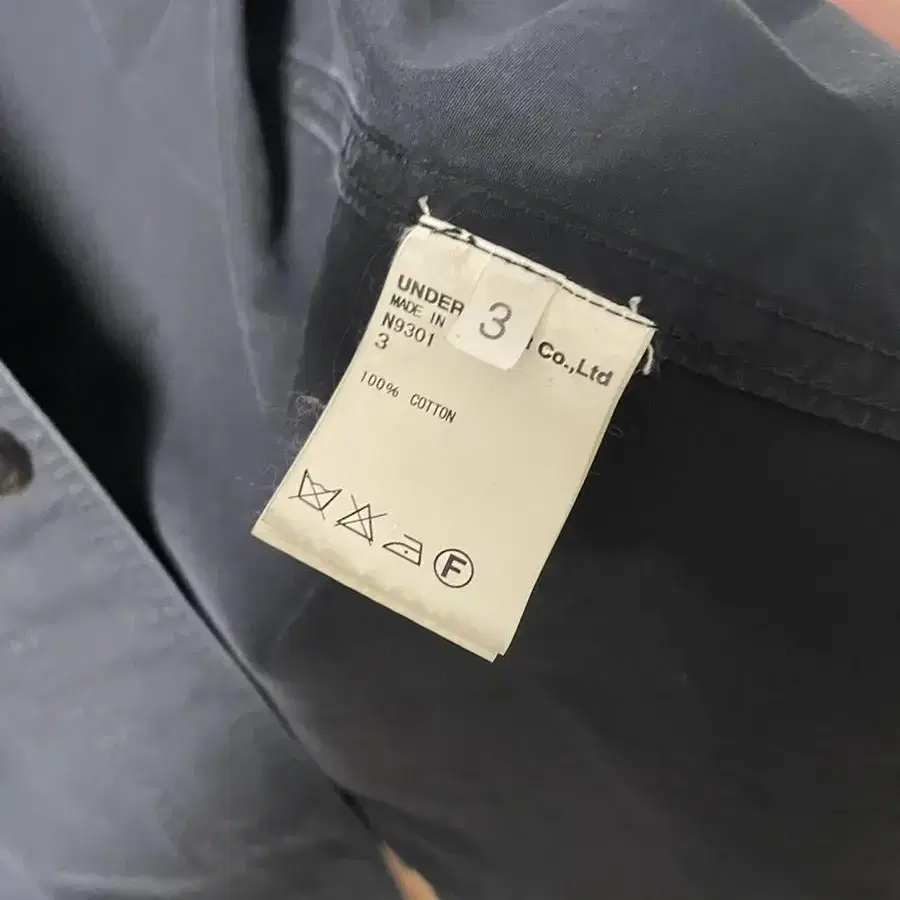 3
UNDER Co.,Ltd
MADE IN
N9301
3
100% COTTON
F